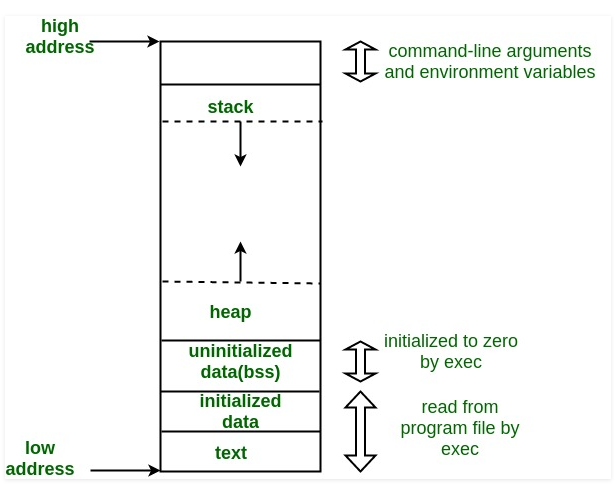 high
address
command-line arguments
and environment variables
stack
heap
uninitialized
data(bss)
initialized to zero
by exec
initialized
data
read from
program file by
exec
text
low
address